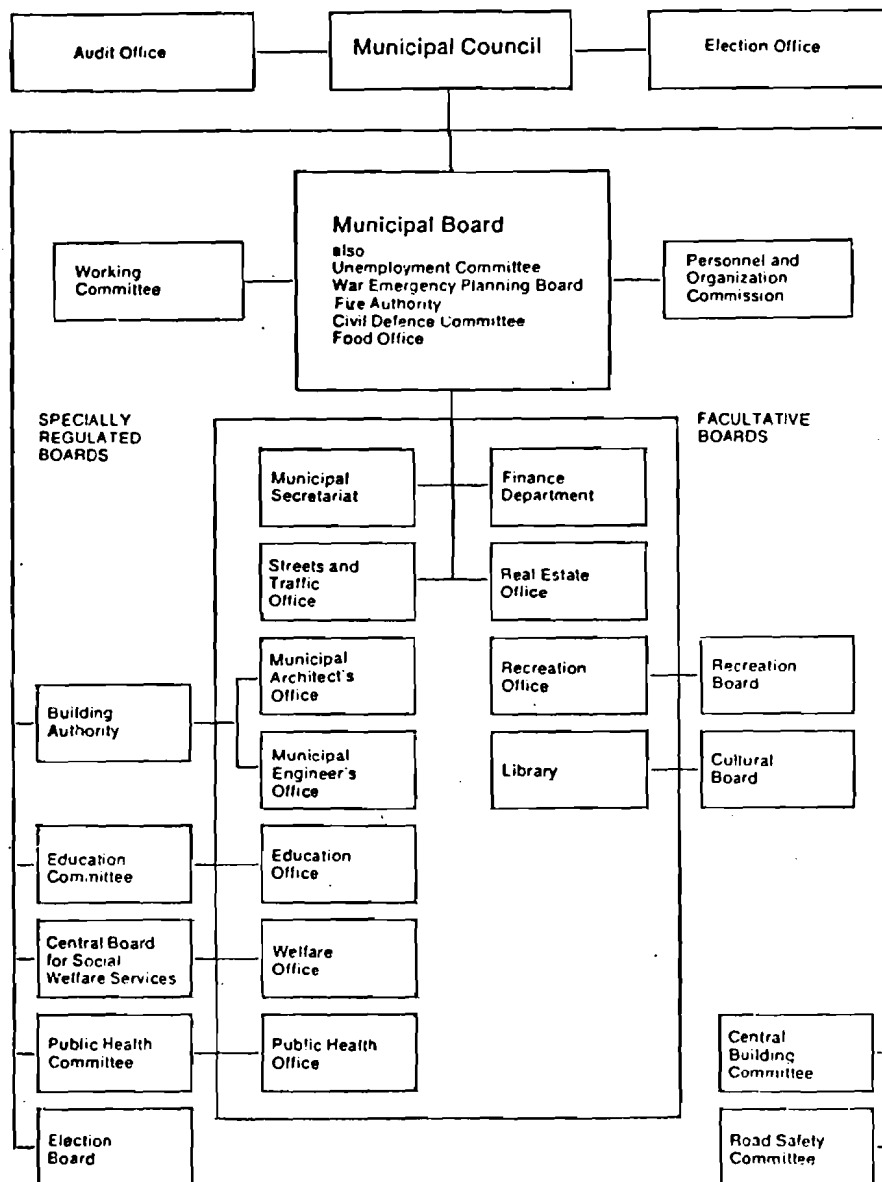 Audit Office
Municipal Council
Election Office
Municipal Board
also
Unemployment Committee
War Emergency Planning Board
Fire Authority
Civil Defence Committee
Food Office
Working
Committee
Personnel and
Organization
Commission
SPECIALLY
REGULATED
BOARDS
FACULTATIVE
BOARDS
Municipal
Secretariat
Finance
Department
Streets and
Traffic
Office
Real Estate
Office
Municipal
Architect's
Office
Recreation
Office
Recreation
Board
Building
Authority
Municipal
Engineer's
Office
Library
Cultural
Board
Education
Committee
Education
Office
Central Board
for Social
Welfare Services
Welfare
Office
Public Health
Committee
Public Health
Office
Central
Building
Committee
Election
Board
Road Safety
Committee